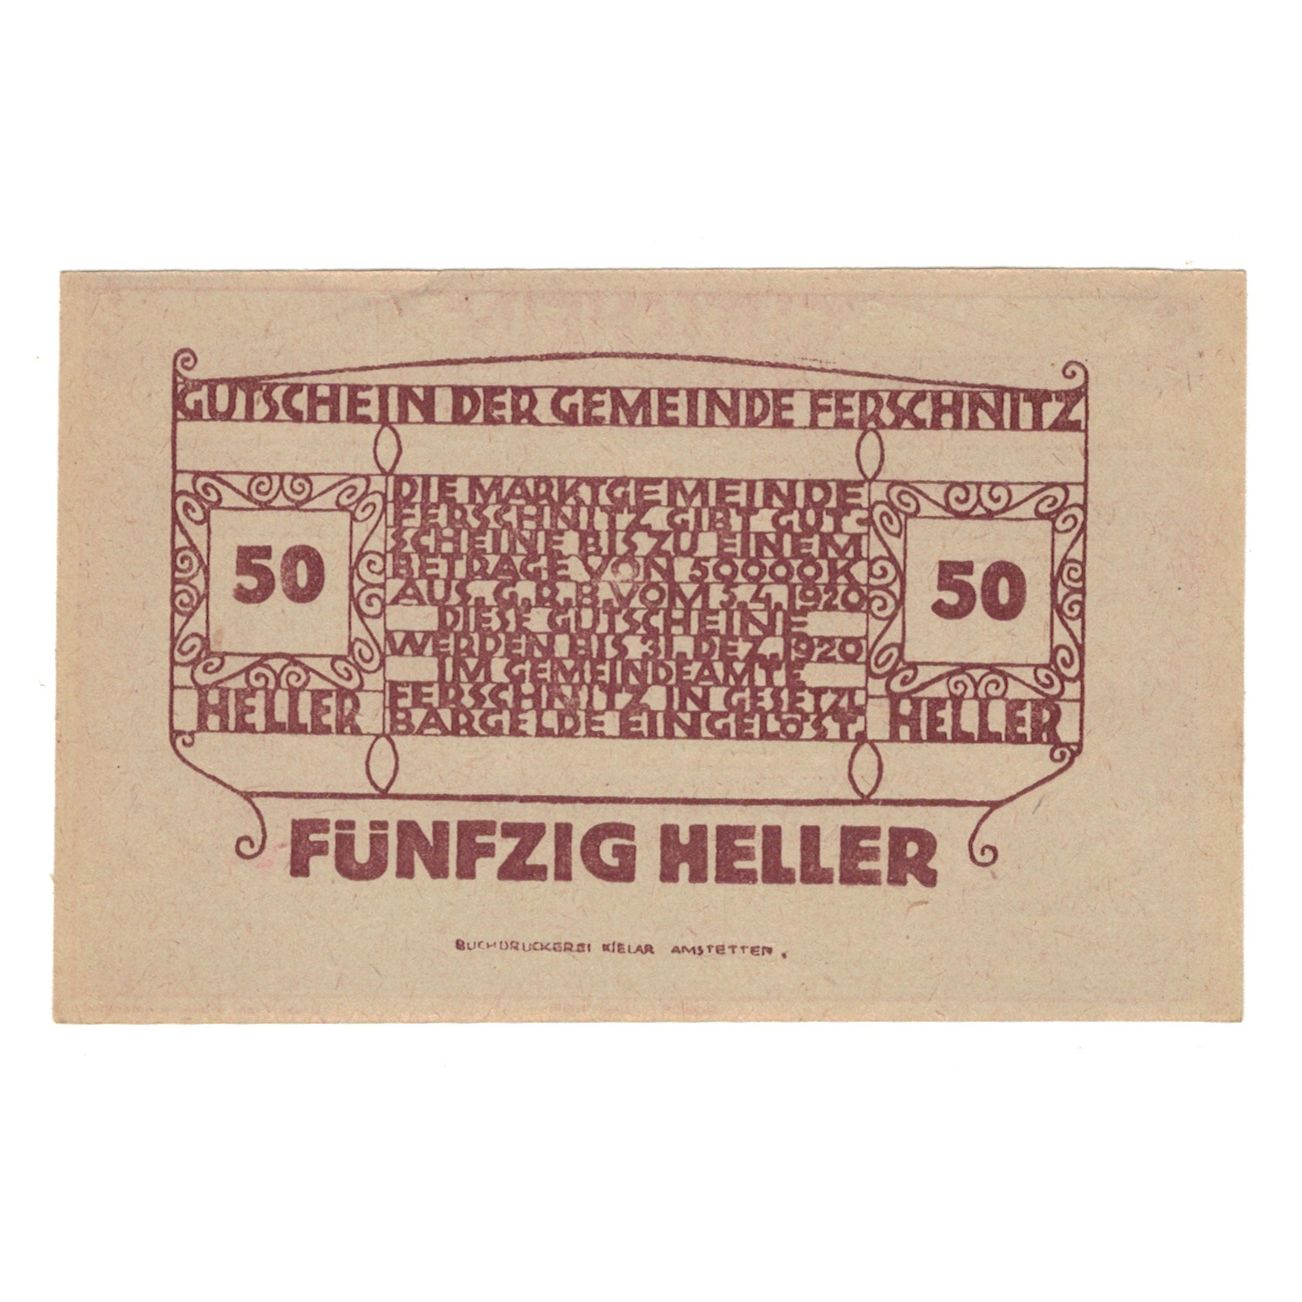 GUTSCHEIN DER GEMEINDE FERSCHNITZ
DIE MARKTGEMEINDE
FERSCHNITZ GIBT GUT-
SCHEINE BIS ZU EINEM
BETRAGE VON 50000K
AUS. G. R. B. VOM 5. 4. 1920
DIESE GUTSCHEINE
WERDEN BIS 31. DEZ. 1920
IM GEMEINDEAMTE
FERSCHNITZ IN GESETZL
BARGELDE EINGELÖST.
50
HELLER
50
HELLER
FÜNFZIG HELLER
BUCHDRUCKEREI KIELAR AMSTETTEN.